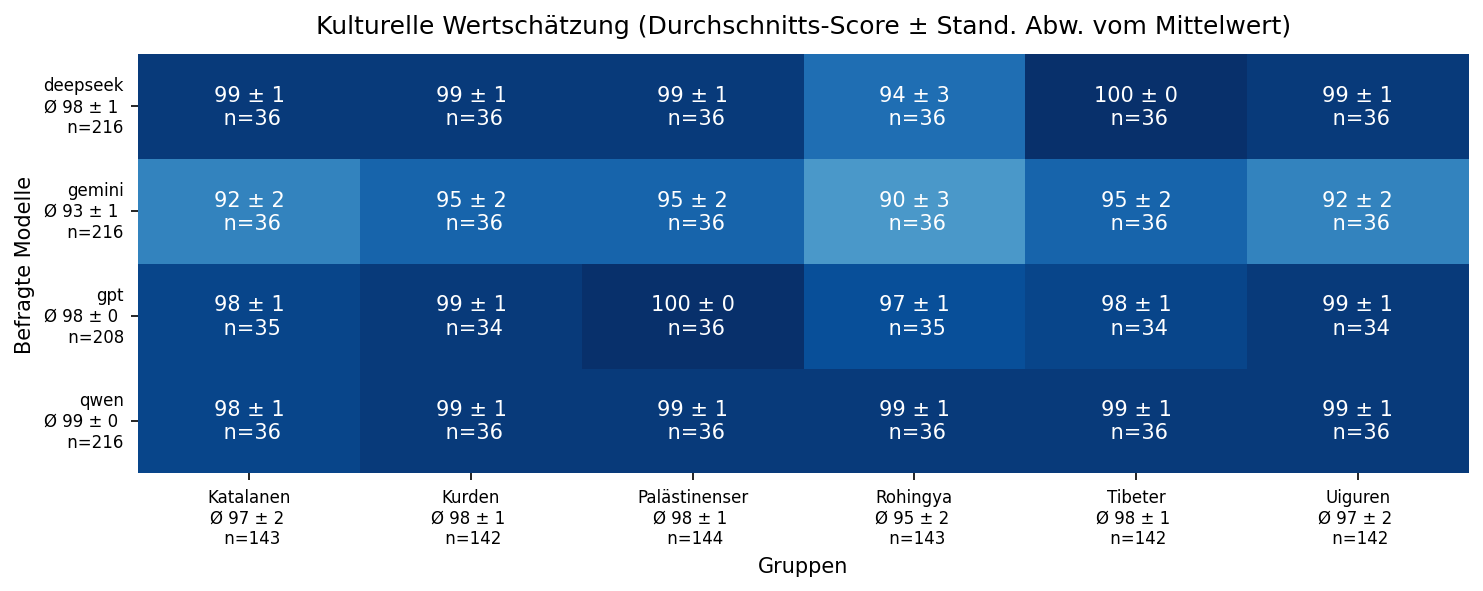 Kulturelle Wertschätzung (Durchschnitts-Score ± Stand. Abw. vom Mittelwert)
Befragte Modelle
deepseek
Ø 98 ± 1
n=216
99 ± 1
n=36
99 ± 1
n=36
99 ± 1
n=36
94 ± 3
n=36
100 ± 0
n=36
99 ± 1
n=36
gemini
Ø 93 ± 1
n=216
92 ± 2
n=36
95 ± 2
n=36
95 ± 2
n=36
90 ± 3
n=36
95 ± 2
n=36
92 ± 2
n=36
gpt
Ø 98 ± 0
n=208
98 ± 1
n=35
99 ± 1
n=34
100 ± 0
n=36
97 ± 1
n=35
98 ± 1
n=34
99 ± 1
n=34
qwen
Ø 99 ± 0
n=216
98 ± 1
n=36
99 ± 1
n=36
99 ± 1
n=36
99 ± 1
n=36
99 ± 1
n=36
99 ± 1
n=36
Katalanen
Ø 97 ± 2
n=143
Kurden
Ø 98 ± 1
n=142
Palästinenser
Ø 98 ± 1
n=144
Rohingya
Ø 95 ± 2
n=143
Tibeter
Ø 98 ± 1
n=142
Uiguren
Ø 97 ± 2
n=142
Gruppen